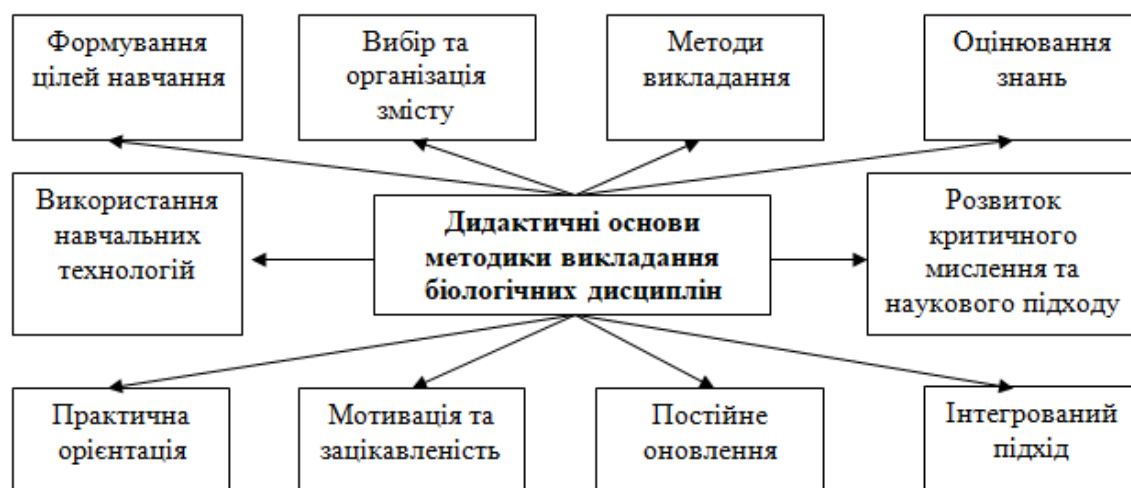 Формування
цілей навчання
Вибір та
організація
змісту
Методи
викладання
Оцінювання
знань
Використання
навчальних
технологій
Дидактичні основи
методики викладання
біологічних дисциплін
Розвиток
критичного
мислення та
наукового підходу
Практична
орієнтація
Мотивація та
зацікавленість
Постійне
оновлення
Інтегрований
підхід